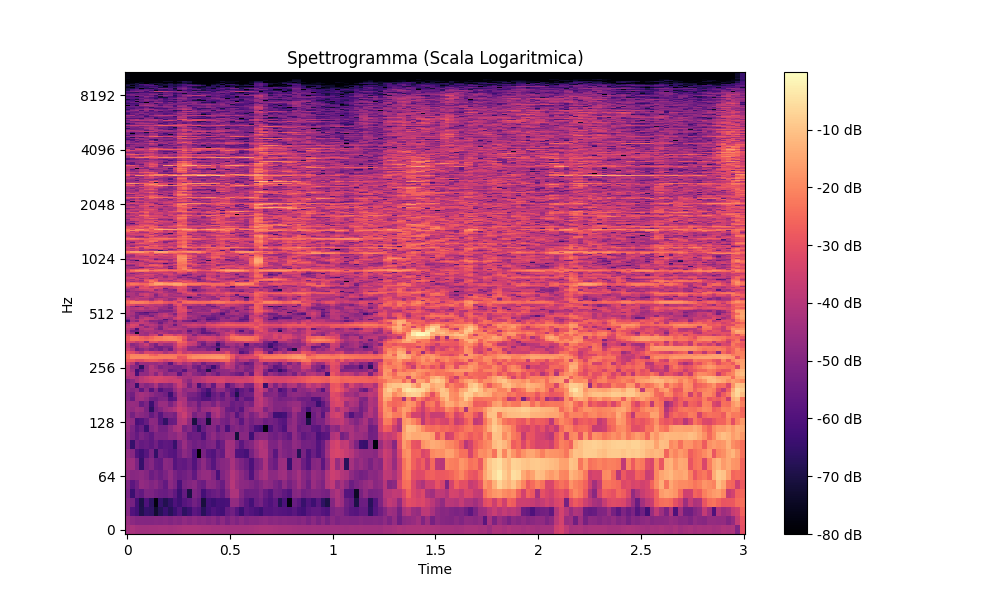 Spettrogramma (Scala Logaritmica)
Hz
8192
4096
2048
1024
512
256
128
64
0
0 0.5 1 1.5 2 2.5 3
Time
-10 dB
-20 dB
-30 dB
-40 dB
-50 dB
-60 dB
-70 dB
-80 dB